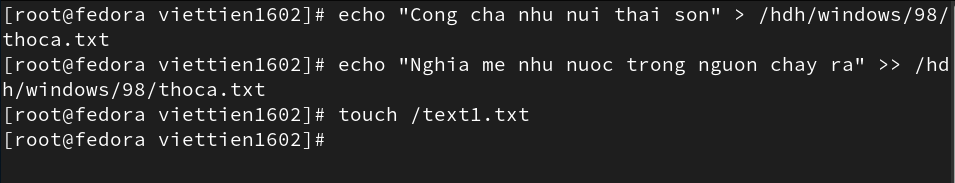 [root@fedora viettien1602]# echo "Cong cha nhu nui thai son" > /hdh/windows/98/
thoca.txt
[root@fedora viettien1602]# echo "Nghia me nhu nuoc trong nguon chay ra" >> /hd
h/windows/98/thoca.txt
[root@fedora viettien1602]# touch /text1.txt
[root@fedora viettien1602]#